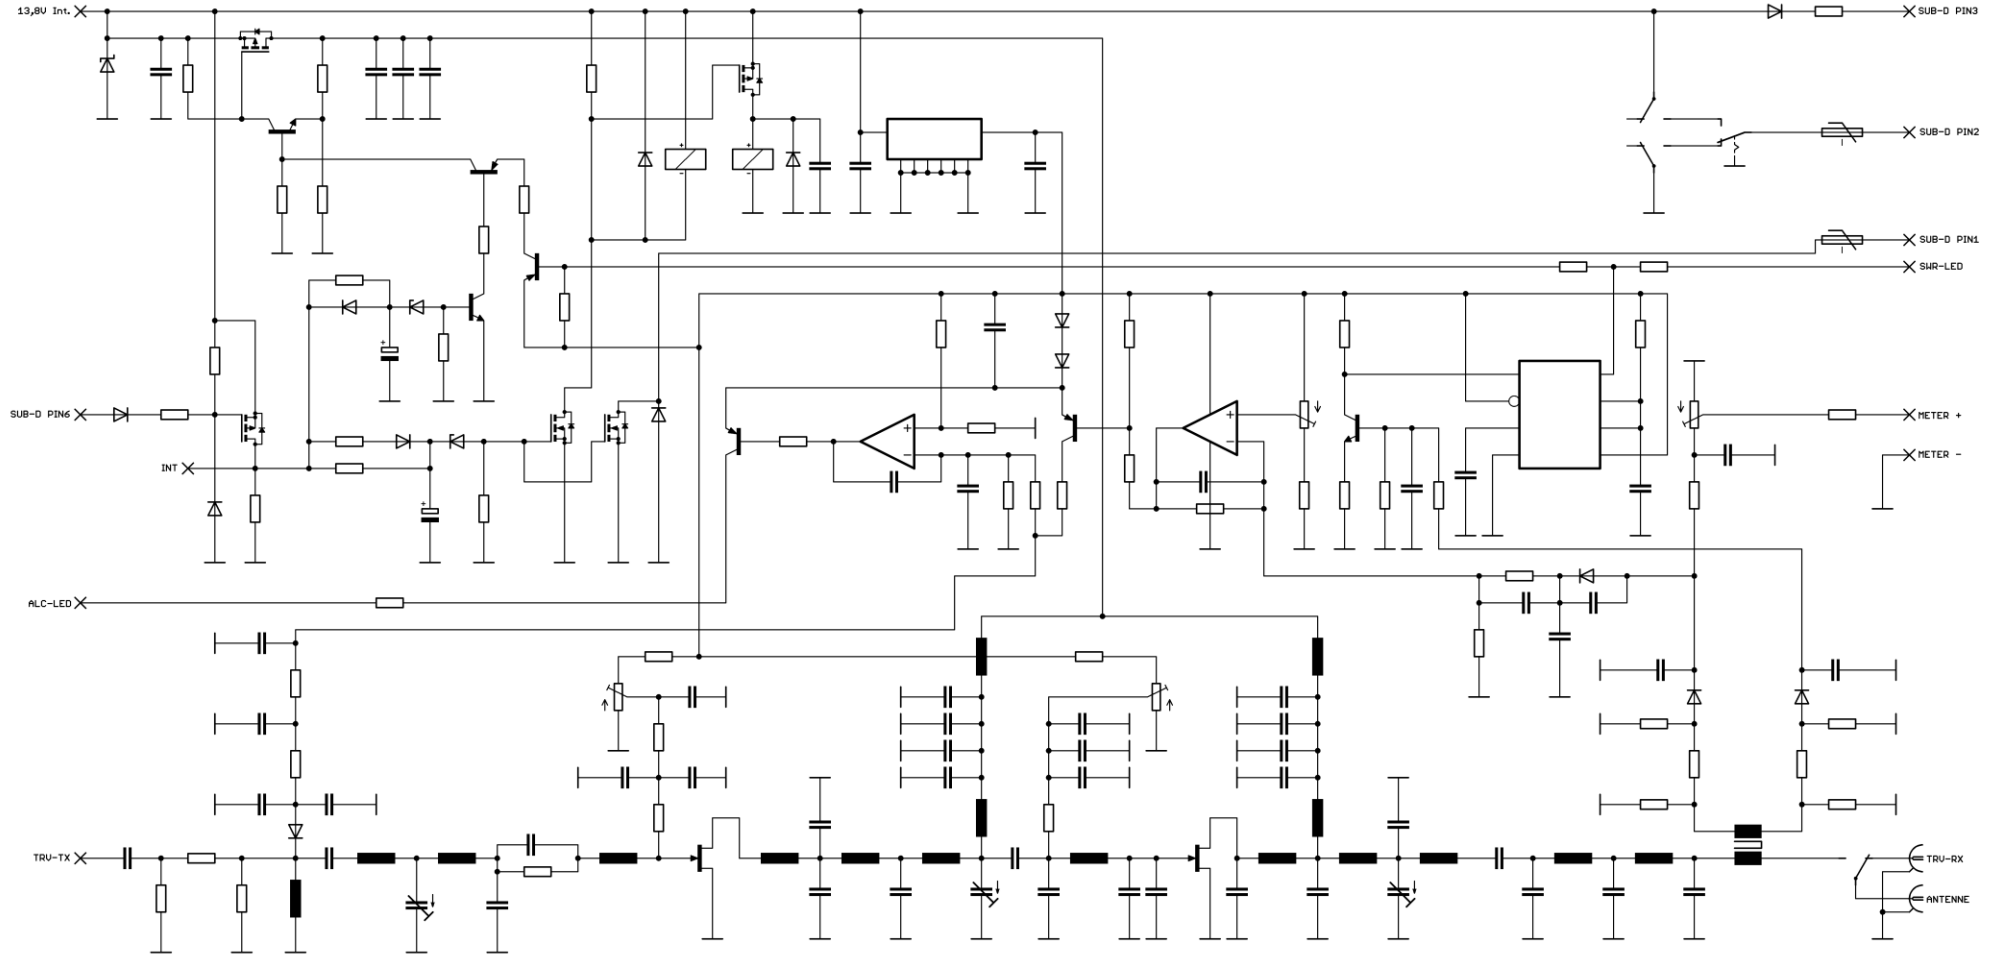 13,8V Int.
SUB-D PIN3
SUB-D PIN2
SUB-D PIN1
SWR-LED
SUB-D PIN6
METER +
INT
METER -
ALC-LED
TRV-TX
TRV-RX
ANTENNE